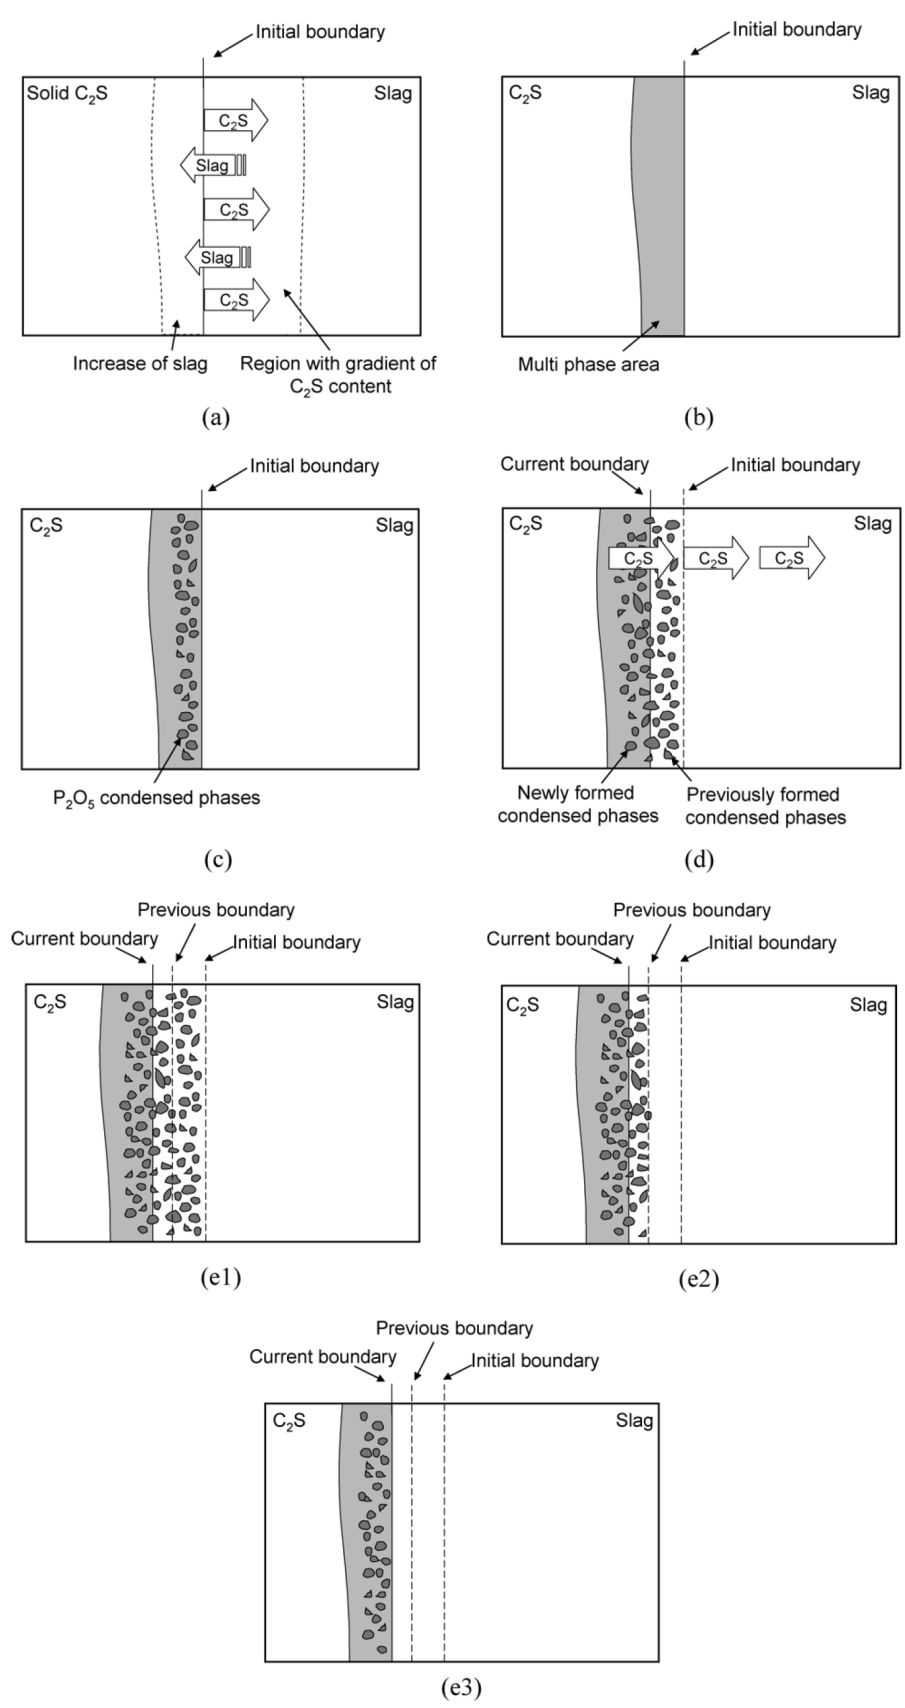 Initial boundary
Solid C₂S
Slag
C₂S
Slag
C₂S
Slag
C₂S
Increase of slag
Region with gradient of
C₂S content
(a)
Initial boundary
C₂S
Slag
Multi phase area
(b)
Initial boundary
C₂S
Slag
P₂O₅ condensed phases
(c)
Current boundary
Initial boundary
C₂S
Slag
C₂S
C₂S
C₂S
Newly formed
condensed phases
Previously formed
condensed phases
(d)
Previous boundary
Current boundary
Initial boundary
C₂S
Slag
(e1)
Previous boundary
Current boundary
Initial boundary
C₂S
Slag
(e2)
Previous boundary
Current boundary
Initial boundary
C₂S
Slag
(e3)